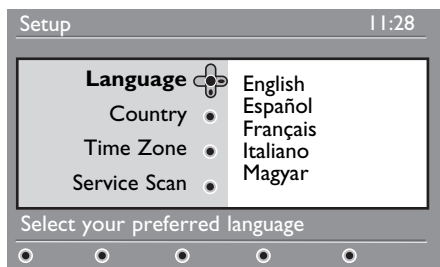 Setup 11:28
Language
Country
Time Zone
Service Scan
English
Español
Français
Italiano
Magyar
Select your preferred language